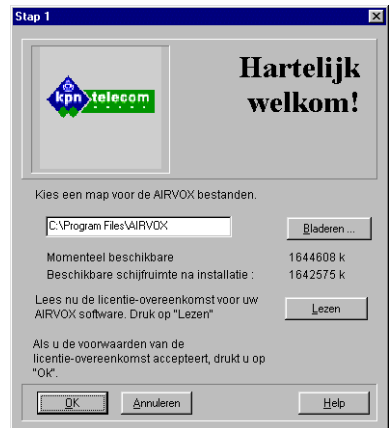 Stap 1
kpn telecom
Hartelijk
welkom!
Kies een map voor de AIRVOX bestanden.
C:\Program Files\AIRVOX
Bladeren ...
Momenteel beschikbare 1644608 k
Beschikbare schijfruimte na installatie : 1642575 k
Lees nu de licentie-overeenkomst voor uw
AIRVOX software. Druk op "Lezen"
Lezen
Als u de voorwaarden van de
licentie-overeenkomst accepteert, drukt u op
"Ok".
OK Annuleren Help